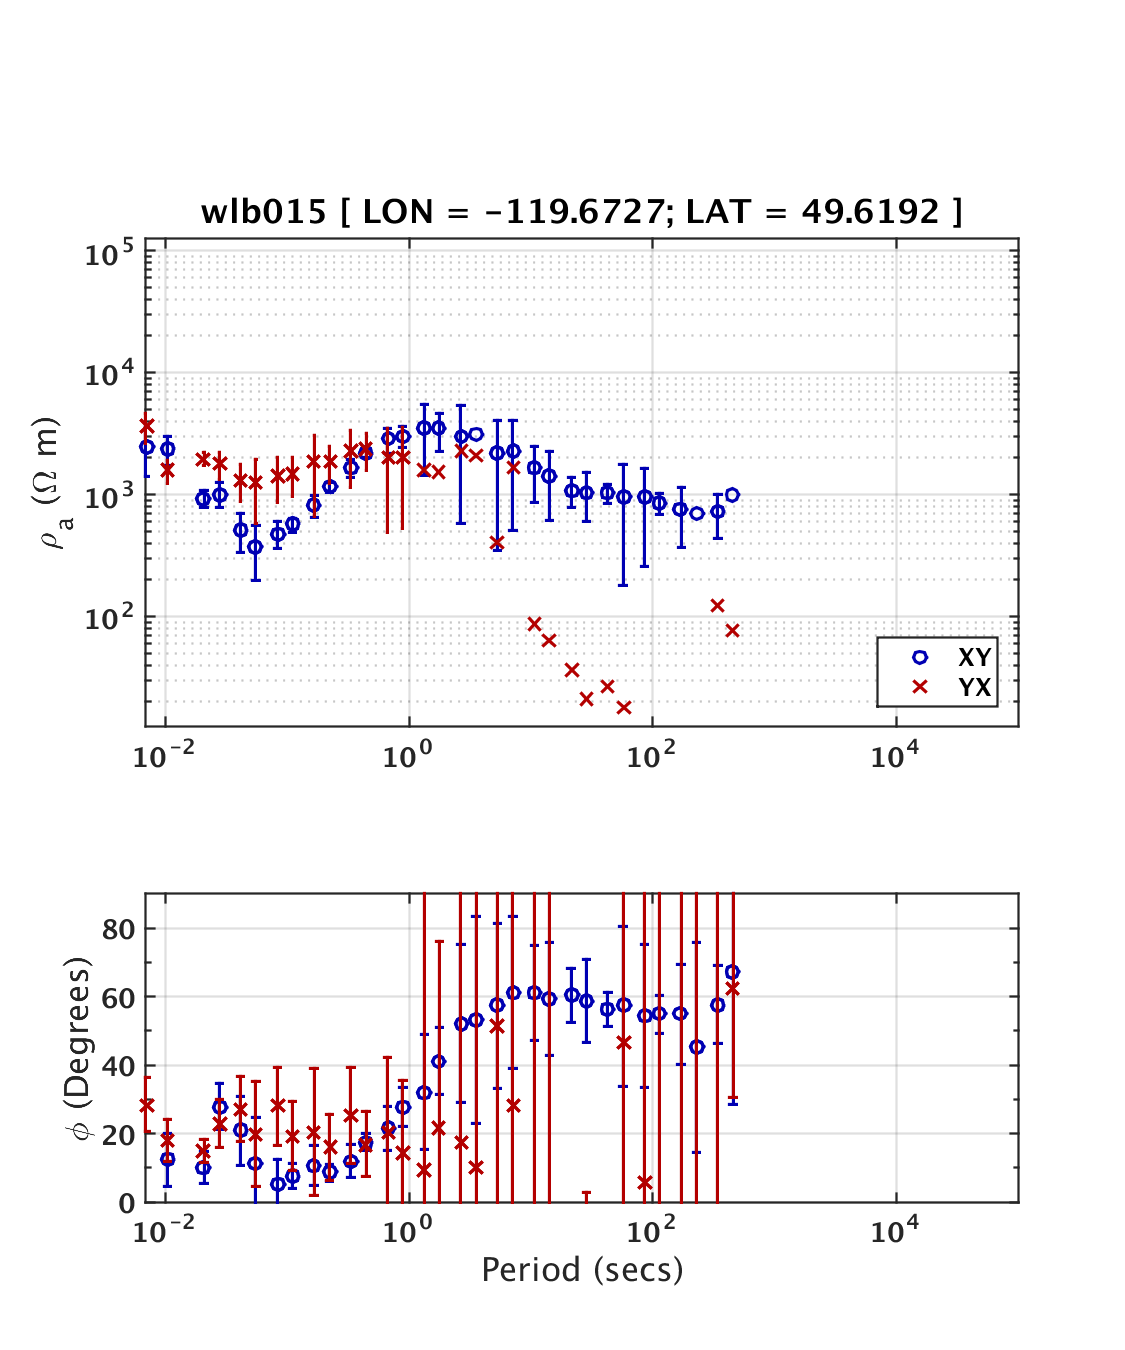 wlb015 [ LON = -119.6727; LAT = 49.6192 ]
10^5
10^4
10^3
10^2
ρ_a (Ω m)
XY
YX
10^-2 10^0 10^2 10^4
80
60
40
20
0
φ (Degrees)
10^-2 10^0 10^2 10^4
Period (secs)